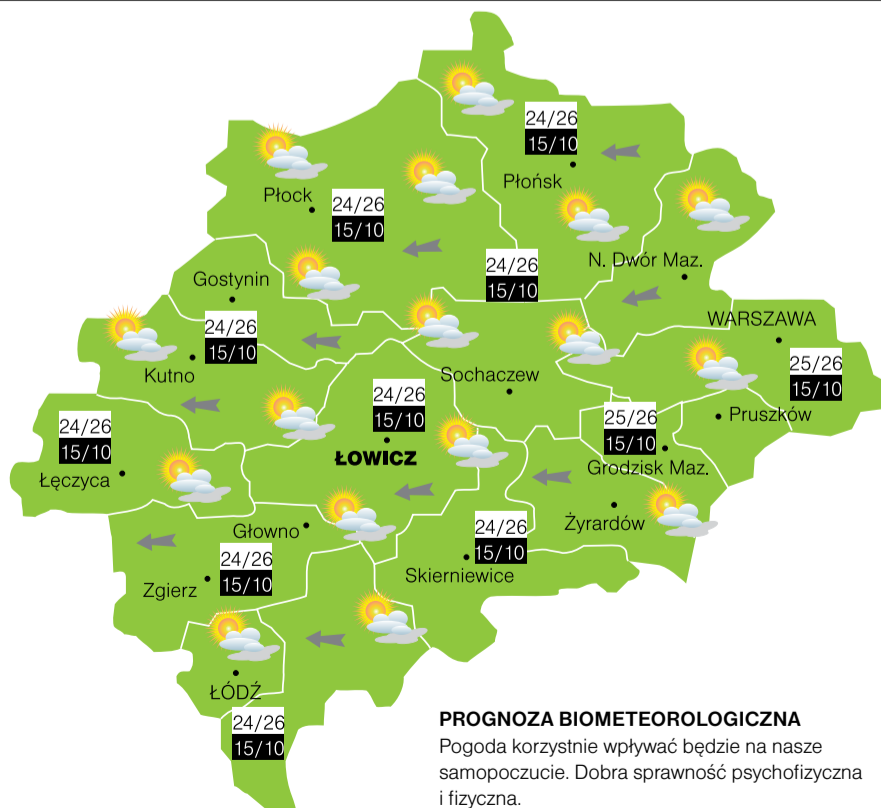 24/26
15/10
Płońsk
Płock
24/26
15/10
24/26
15/10
N. Dwór Maz.
Gostynin
24/26
15/10
Kutno
WARSZAWA
25/26
15/10
Sochaczew
24/26
15/10
ŁOWICZ
25/26
15/10
Pruszków
Grodzisk Maz.
24/26
15/10
Łęczyca
Żyrardów
Głowno
24/26
15/10
Skierniewice
24/26
15/10
Zgierz
ŁÓDŹ
24/26
15/10
PROGNOZA BIOMETEOROLOGICZNA
Pogoda korzystnie wpływać będzie na nasze
samopoczucie. Dobra sprawność psychofizyczna
i fizyczna.